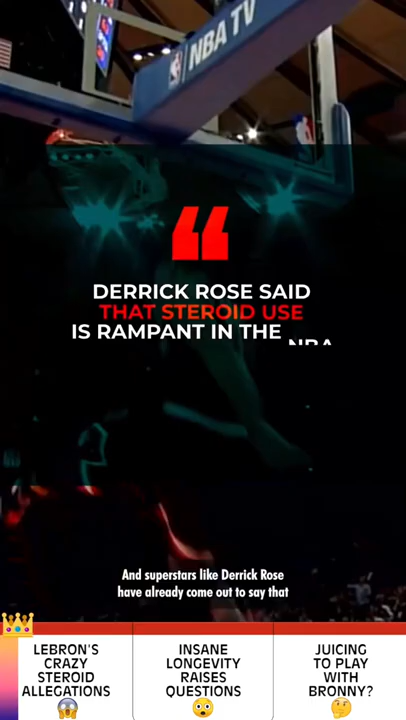 NBA TV
DERRICK ROSE SAID
THAT STEROID USE
IS RAMPANT IN THE NBA
And superstars like Derrick Rose
have already come out to say that
LEBRON'S
CRAZY
STEROID
ALLEGATIONS
INSANE
LONGEVITY
RAISES
QUESTIONS
JUICING
TO PLAY
WITH
BRONNY?